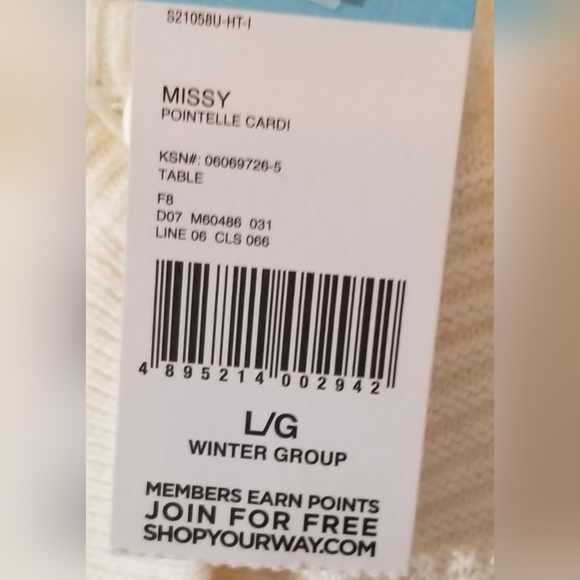 S21058U-HT-I
MISSY
POINTELLE CARDI
KSN#: 06069726-5
TABLE
F8
D07 M60486 031
LINE 06 CLS 066
4 895214 002942
L/G
WINTER GROUP
MEMBERS EARN POINTS
JOIN FOR FREE
SHOPYOURWAY.COM